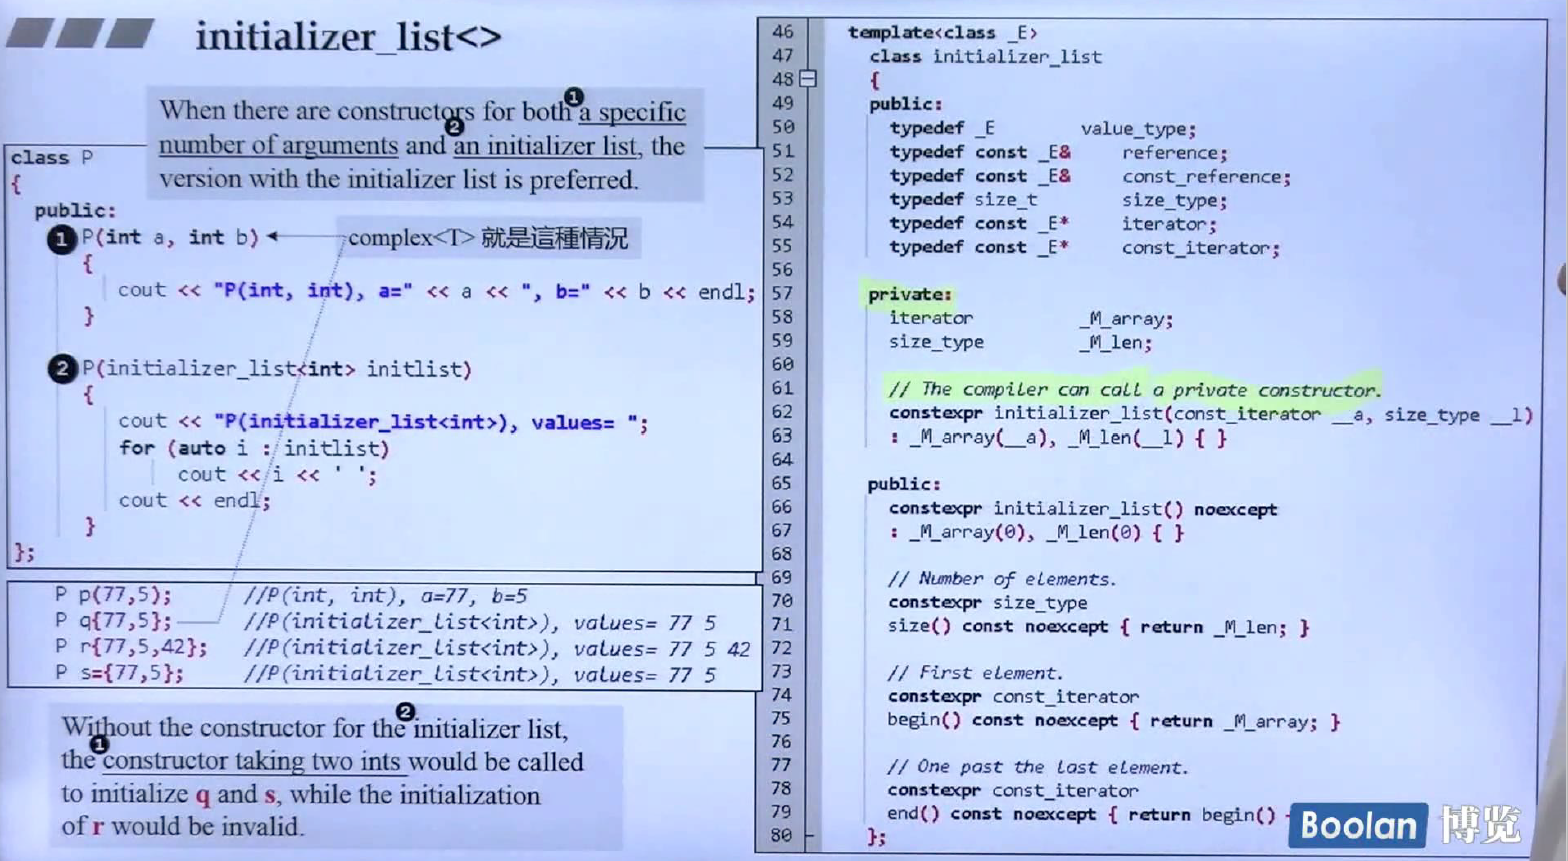 initializer_list<>
When there are constructors for both ❶a specific
number of arguments and ❷an initializer list, the
version with the initializer list is preferred.
class P
{
public:
❶ P(int a, int b)
complex<T> 就是這種情況
{
cout << "P(int, int), a=" << a << ", b=" << b << endl;
}
❷ P(initializer_list<int> initlist)
{
cout << "P(initializer_list<int>), values= ";
for (auto i : initlist)
cout << i << ' ';
cout << endl;
}
};
P p(77,5); //P(int, int), a=77, b=5
P q{77,5}; //P(initializer_list<int>), values= 77 5
P r{77,5,42}; //P(initializer_list<int>), values= 77 5 42
P s={77,5}; //P(initializer_list<int>), values= 77 5
Without the constructor for the ❷initializer list,
the ❶constructor taking two ints would be called
to initialize q and s, while the initialization
of r would be invalid.
46 template<class _E>
47 class initializer_list
48 {
49 public:
50 typedef _E value_type;
51 typedef const _E& reference;
52 typedef const _E& const_reference;
53 typedef size_t size_type;
54 typedef const _E* iterator;
55 typedef const _E* const_iterator;
56
57 private:
58 iterator _M_array;
59 size_type _M_len;
60
61 // The compiler can call a private constructor.
62 constexpr initializer_list(const_iterator __a, size_type __l)
63 : _M_array(__a), _M_len(__l) { }
64
65 public:
66 constexpr initializer_list() noexcept
67 : _M_array(0), _M_len(0) { }
68
69 // Number of elements.
70 constexpr size_type
71 size() const noexcept { return _M_len; }
72
73 // First element.
74 constexpr const_iterator
75 begin() const noexcept { return _M_array; }
76
77 // One past the last element.
78 constexpr const_iterator
79 end() const noexcept { return begin()
80 };
Boolan 博览